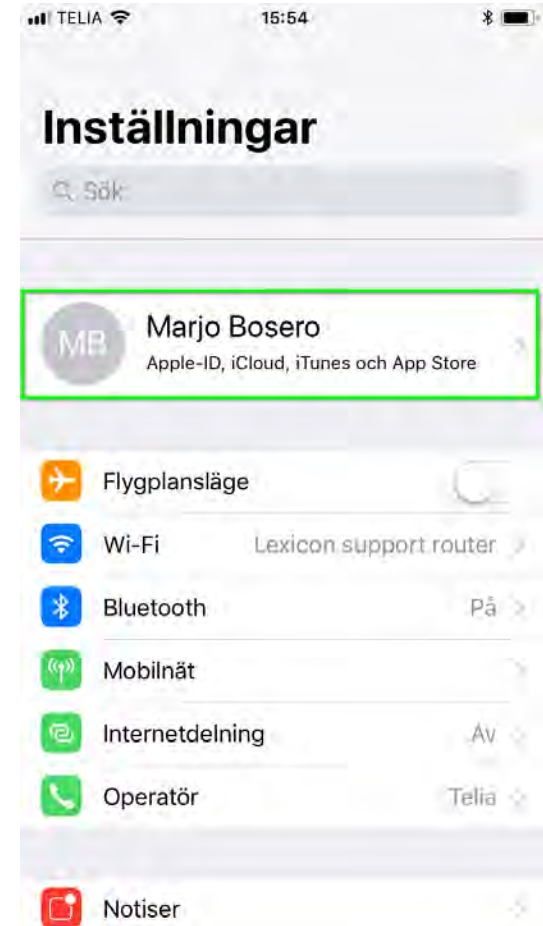 TELIA 15:54
Inställningar
Sök
MB
Marjo Bosero
Apple-ID, iCloud, iTunes och App Store
Flygplansläge
Wi-Fi Lexicon support router
Bluetooth På
Mobilnät
Internetdelning Av
Operatör Telia
Notiser